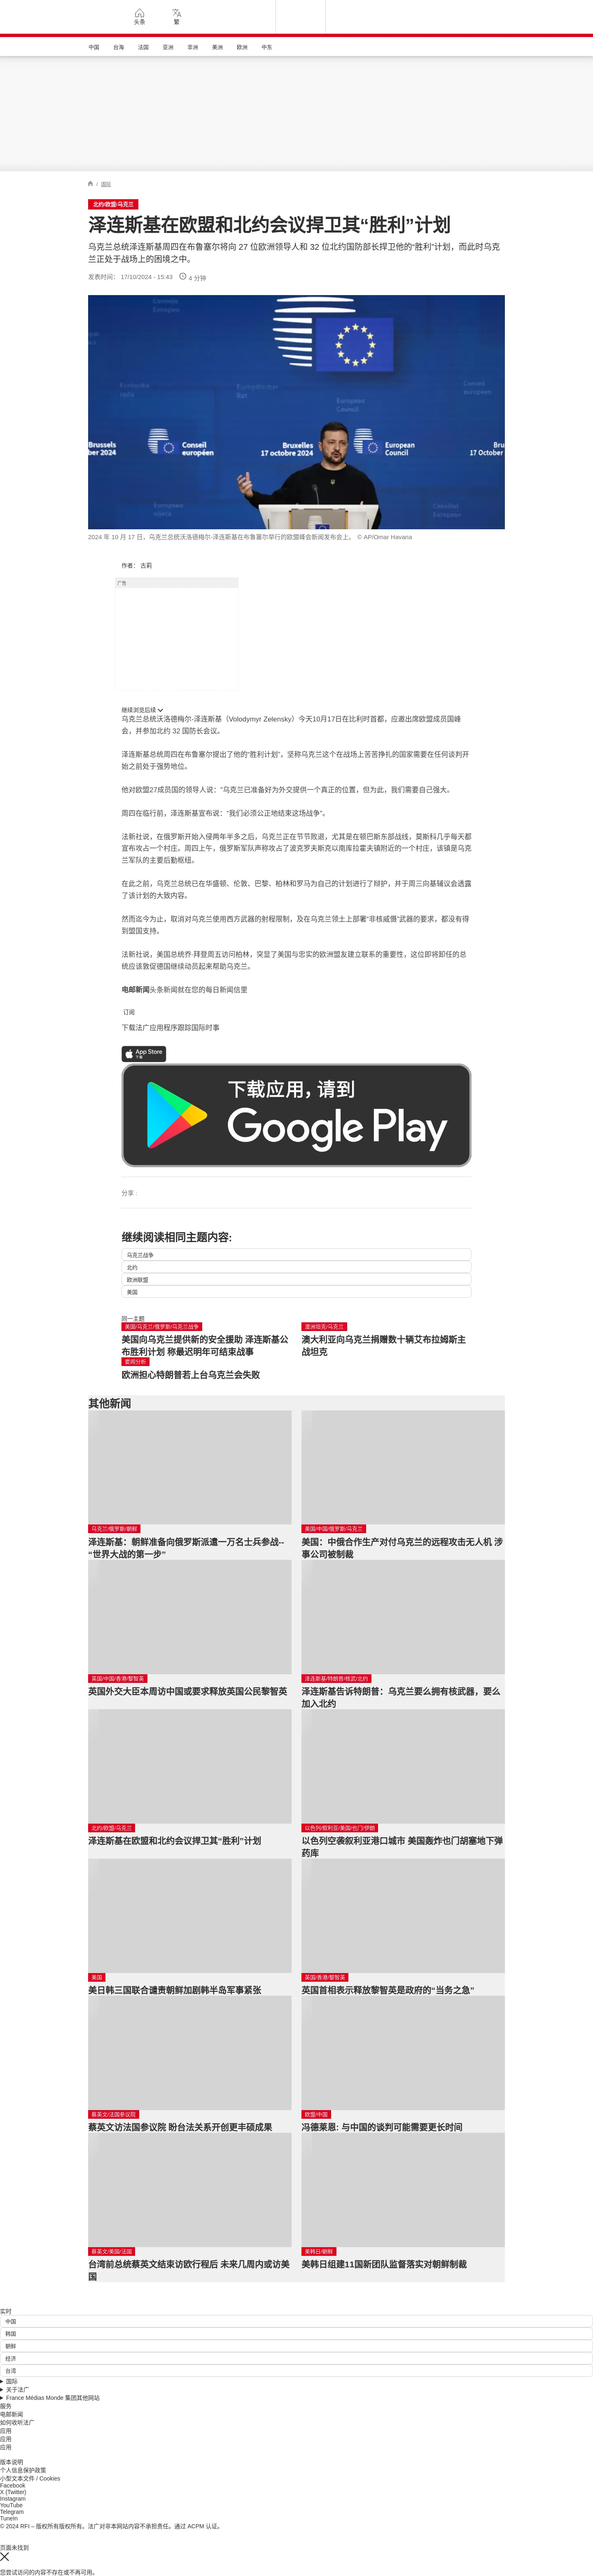 头条
繁
中国
台海
法国
亚洲
非洲
美洲
欧洲
中东
/ 国际
北约/欧盟/乌克兰
泽连斯基在欧盟和北约会议捍卫其“胜利”计划
乌克兰总统泽连斯基周四在布鲁塞尔将向 27 位欧洲领导人和 32 位北约国防部长捍卫他的“胜利”计划，而此时乌克
兰正处于战场上的困境之中。
发表时间： 17/10/2024 - 15:43
4 分钟
Conseil
européen
Bruxelles
17 octobre 2024
European
Council
Brussels
17 Octo
2024 年 10 月 17 日，乌克兰总统沃洛德梅尔-泽连斯基在布鲁塞尔举行的欧盟峰会新闻发布会上。 © AP/Omar Havana
作者： 古莉
广告
继续浏览后续
乌克兰总统沃洛德梅尔-泽连斯基（Volodymyr Zelensky）今天10月17日在比利时首都，应邀出席欧盟成员国峰
会，并参加北约 32 国防长会议。
泽连斯基总统周四在布鲁塞尔提出了他的“胜利计划”，坚称乌克兰这个在战场上苦苦挣扎的国家需要在任何谈判开
始之前处于强势地位。
他对欧盟27成员国的领导人说：“乌克兰已准备好为外交提供一个真正的位置，但为此，我们需要自己强大。
周四在临行前，泽连斯基宣布说：“我们必须公正地结束这场战争”。
法新社说，在俄罗斯开始入侵两年半多之后，乌克兰正在节节败退，尤其是在顿巴斯东部战线，莫斯科几乎每天都
宣布攻占一个村庄。周四上午，俄罗斯军队声称攻占了波克罗夫斯克以南库拉霍夫镇附近的一个村庄，该镇是乌克
兰军队的主要后勤枢纽。
在此之前，乌克兰总统已在华盛顿、伦敦、巴黎、柏林和罗马为自己的计划进行了辩护，并于周三向基辅议会透露
了该计划的大致内容。
然而迄今为止，取消对乌克兰使用西方武器的射程限制，及在乌克兰领土上部署“非核威慑”武器的要求，都没有得
到盟国支持。
法新社说，美国总统乔·拜登周五访问柏林，突显了美国与忠实的欧洲盟友建立联系的重要性，这位即将卸任的总
统应该敦促德国继续动员起来帮助乌克兰。
电邮新闻头条新闻就在您的每日新闻信里
订阅
下载法广应用程序跟踪国际时事
App Store
下载
下载应用，请到
Google Play
分享 :
继续阅读相同主题内容:
乌克兰战争
北约
欧洲联盟
美国
同一主题
美国/乌克兰/俄罗斯/乌克兰战争
美国向乌克兰提供新的安全援助 泽连斯基公
布胜利计划 称最迟明年可结束战事
澳洲坦克/乌克兰
澳大利亚向乌克兰捐赠数十辆艾布拉姆斯主
战坦克
要闻分析
欧洲担心特朗普若上台乌克兰会失败
其他新闻
乌克兰/俄罗斯/朝鲜
泽连斯基：朝鲜准备向俄罗斯派遣一万名士兵参战--
“世界大战的第一步”
美国/中国/俄罗斯/乌克兰
美国：中俄合作生产对付乌克兰的远程攻击无人机 涉
事公司被制裁
英国/中国/香港/黎智英
英国外交大臣本周访中国或要求释放英国公民黎智英
泽连斯基/特朗普/核武/北约
泽连斯基告诉特朗普：乌克兰要么拥有核武器，要么
加入北约
北约/欧盟/乌克兰
泽连斯基在欧盟和北约会议捍卫其“胜利”计划
以色列/叙利亚/美国/也门/伊朗
以色列空袭叙利亚港口城市 美国轰炸也门胡塞地下弹
药库
美国
美日韩三国联合谴责朝鲜加剧韩半岛军事紧张
英国/香港/黎智英
英国首相表示释放黎智英是政府的“当务之急”
蔡英文/法国参议院
蔡英文访法国参议院 盼台法关系开创更丰硕成果
欧盟/中国
冯德莱恩: 与中国的谈判可能需要更长时间
蔡英文/美国/法国
台湾前总统蔡英文结束访欧行程后 未来几周内或访美
国
美韩日/朝鲜
美韩日组建11国新团队监督落实对朝鲜制裁
实时
中国
韩国
朝鲜
经济
台湾
国际
关于法广
France Médias Monde 集团其他网站
服务
电邮新闻
如何收听法广
应用
应用
应用
版本说明
个人信息保护政策
小型文本文件 / Cookies
Facebook
X (Twitter)
Instagram
YouTube
Telegram
TuneIn
© 2024 RFI – 版权所有版权所有。法广对非本网站内容不承担责任。通过 ACPM 认证。
页面未找到
您尝试访问的内容不存在或不再可用。